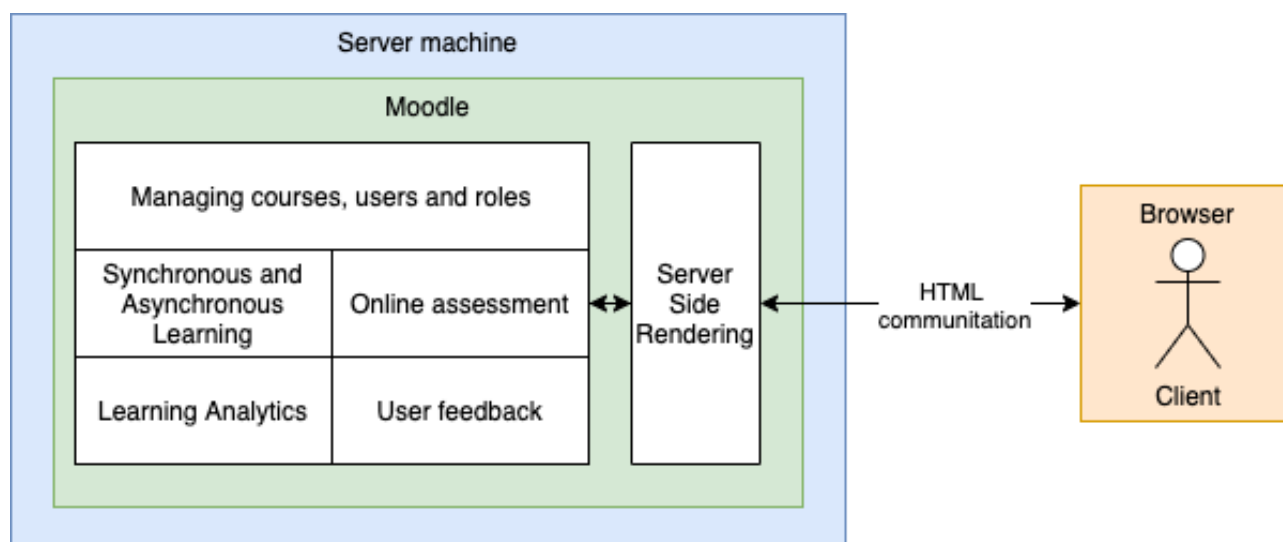 Server machine
Moodle
Managing courses, users and roles
Synchronous and
Asynchronous
Learning
Online assessment
Learning Analytics
User feedback
Server
Side
Rendering
HTML
communitation
Browser
Client